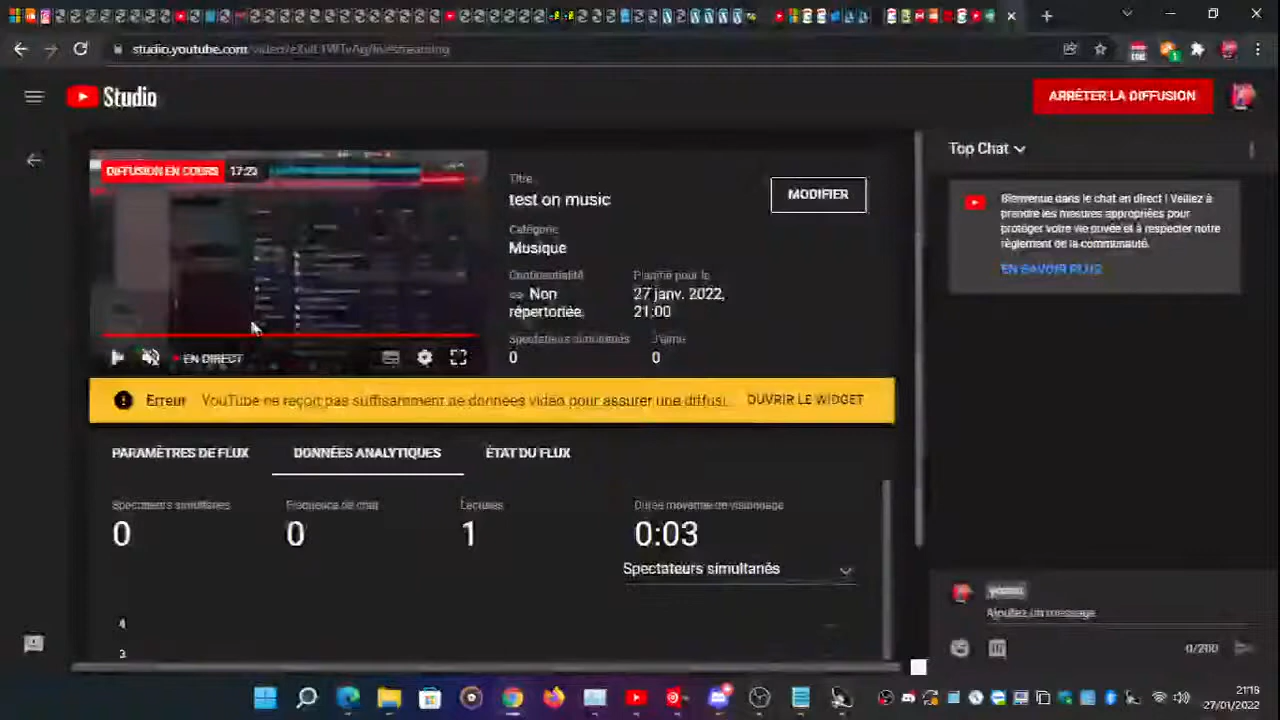 studio.youtube.com/video/
Studio
ARRÊTER LA DIFFUSION
DIFFUSION EN COURS
17:23
EN DIRECT
Titre
test on music
MODIFIER
Catégorie
Musique
Confidentialité
Non
répertoriée
Planifié pour le
27 janv. 2022,
21:00
Spectateurs simultanés
0
J'aime
0
Top Chat
Bienvenue dans le chat en direct ! Veillez à
prendre les mesures appropriées pour
protéger votre vie privée et à respecter notre
règlement de la communauté.
EN SAVOIR PLUS
Erreur
YouTube ne reçoit pas suffisamment de données vidéo pour assurer une diffusi...
OUVRIR LE WIDGET
PARAMÈTRES DE FLUX
DONNÉES ANALYTIQUES
ÉTAT DU FLUX
Spectateurs simultanés
0
Fréquence de chat
0
Lectures
1
Durée moyenne de visionnage
0:03
Spectateurs simultanés
4
3
Ajoutez un message
0/200
21:18
27/01/2022